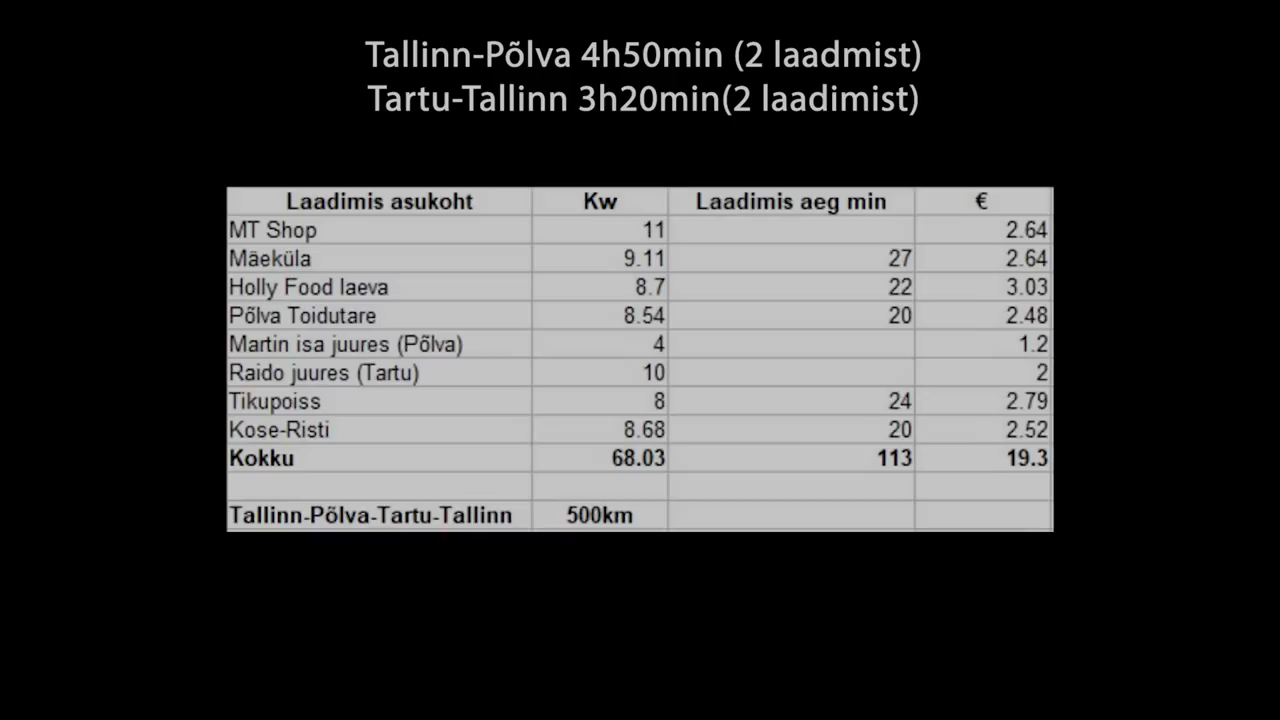 Tallinn-Põlva 4h50min (2 laadmist)
Tartu-Tallinn 3h20min(2 laadimist)
Laadimis asukoht Kw Laadimis aeg min €
MT Shop 11 2.64
Mäeküla 9.11 27 2.64
Holly Food laeva 8.7 22 3.03
Põlva Toidutare 8.54 20 2.48
Martin isa juures (Põlva) 4 1.2
Raido juures (Tartu) 10 2
Tikupoiss 8 24 2.79
Kose-Risti 8.68 20 2.52
Kokku 68.03 113 19.3
Tallinn-Põlva-Tartu-Tallinn 500km